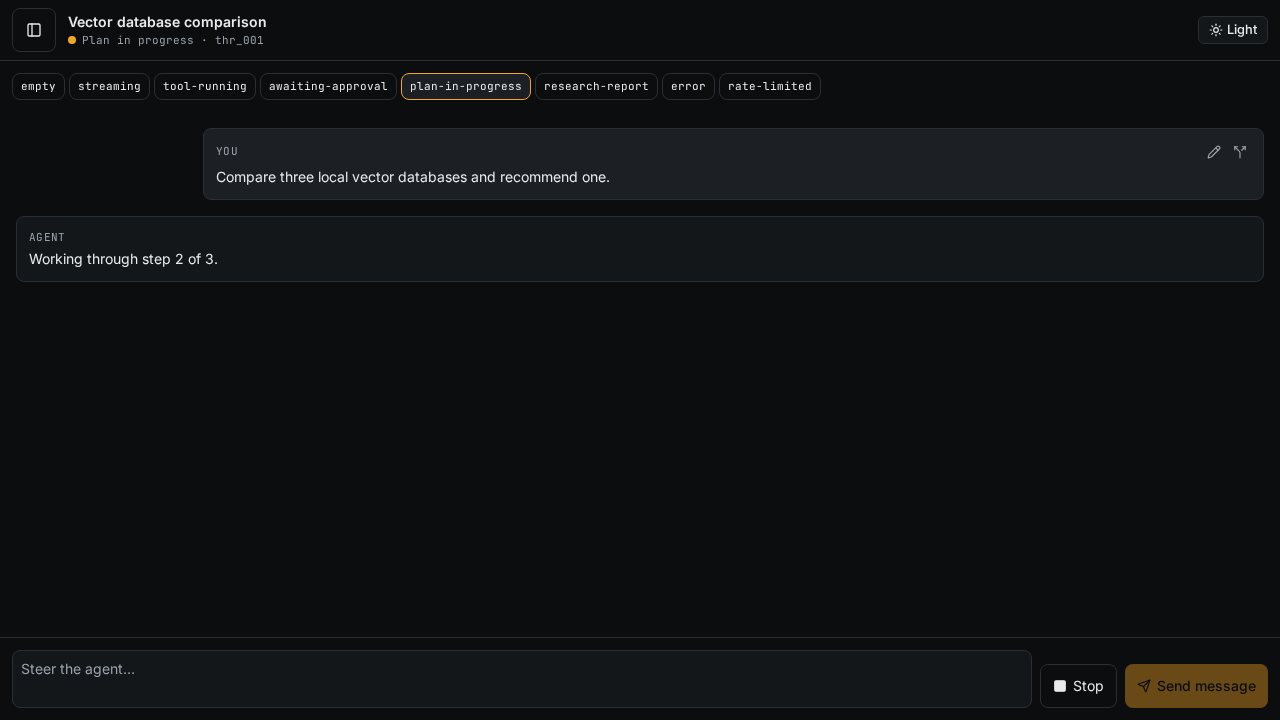 Vector database comparison
Plan in progress · thr_001
Light
empty
streaming
tool-running
awaiting-approval
plan-in-progress
research-report
error
rate-limited
YOU
Compare three local vector databases and recommend one.
AGENT
Working through step 2 of 3.
Steer the agent…
Stop
Send message